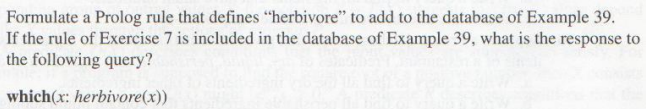 Formulate a Prolog rule that defines “herbivore” to add to the database of Example 39.
If the rule of Exercise 7 is included in the database of Example 39, what is the response to
the following query?
which(x: herbivore(x))